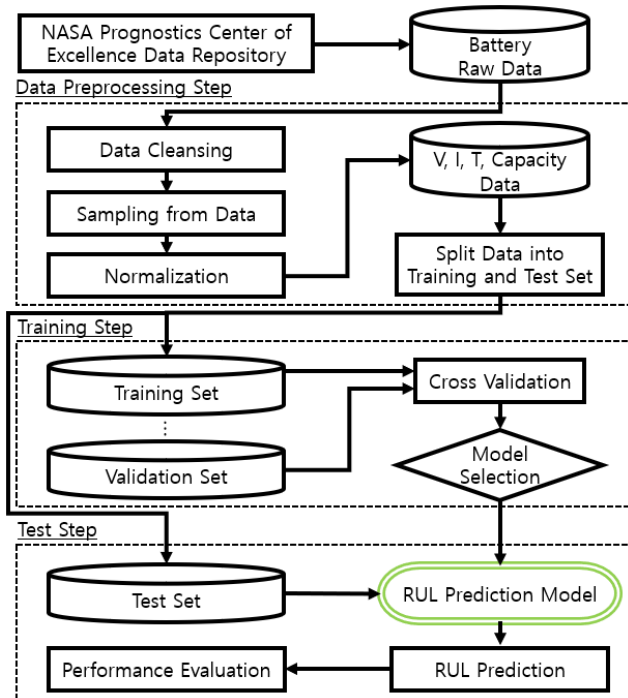 NASA Prognostics Center of
Excellence Data Repository
Battery
Raw Data
Data Preprocessing Step
Data Cleansing
Sampling from Data
Normalization
V, I, T, Capacity
Data
Split Data into
Training and Test Set
Training Step
Training Set
⋮
Validation Set
Cross Validation
Model
Selection
Test Step
Test Set
RUL Prediction Model
Performance Evaluation
RUL Prediction